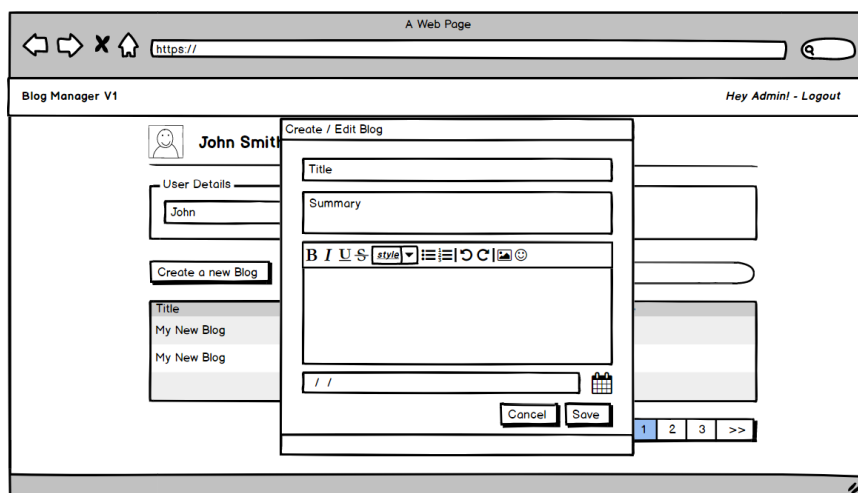 A Web Page
https://
Blog Manager V1
Hey Admin! - Logout
John Smith
Create / Edit Blog
User Details
John
Title
Summary
B I U S style
Create a new Blog
Title
My New Blog
My New Blog
/ /
Cancel
Save
1 2 3 >>